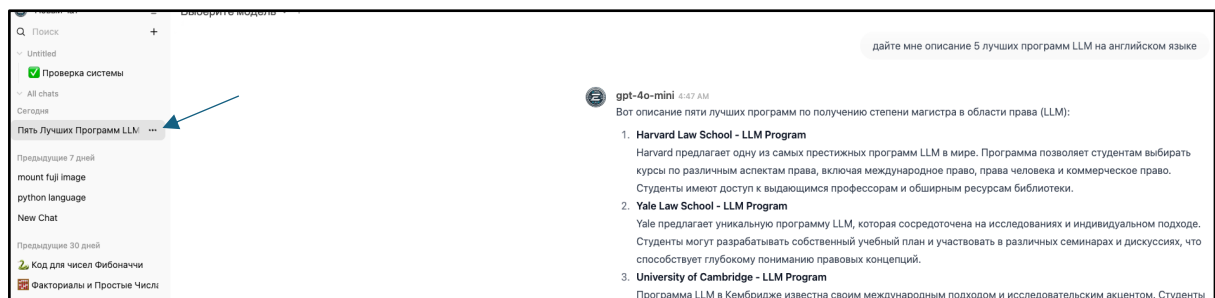 Выберите модель
Поиск
Untitled
✅ Проверка системы
All chats
Сегодня
Пять Лучших Программ LLM ...
Предыдущие 7 дней
mount fuji image
python language
New Chat
Предыдущие 30 дней
🐍 Код для чисел Фибоначчи
Факториалы и Простые Числа
дайте мне описание 5 лучших программ LLM на английском языке
gpt-4o-mini 4:47 AM
Вот описание пяти лучших программ по получению степени магистра в области права (LLM):
1. Harvard Law School - LLM Program
Harvard предлагает одну из самых престижных программ LLM в мире. Программа позволяет студентам выбирать
курсы по различным аспектам права, включая международное право, права человека и коммерческое право.
Студенты имеют доступ к выдающимся профессорам и обширным ресурсам библиотеки.
2. Yale Law School - LLM Program
Yale предлагает уникальную программу LLM, которая сосредоточена на исследованиях и индивидуальном подходе.
Студенты могут разрабатывать собственный учебный план и участвовать в различных семинарах и дискуссиях, что
способствует глубокому пониманию правовых концепций.
3. University of Cambridge - LLM Program
Программа LLM в Кембридже известна своим международным подходом и исследовательским акцентом. Студенты